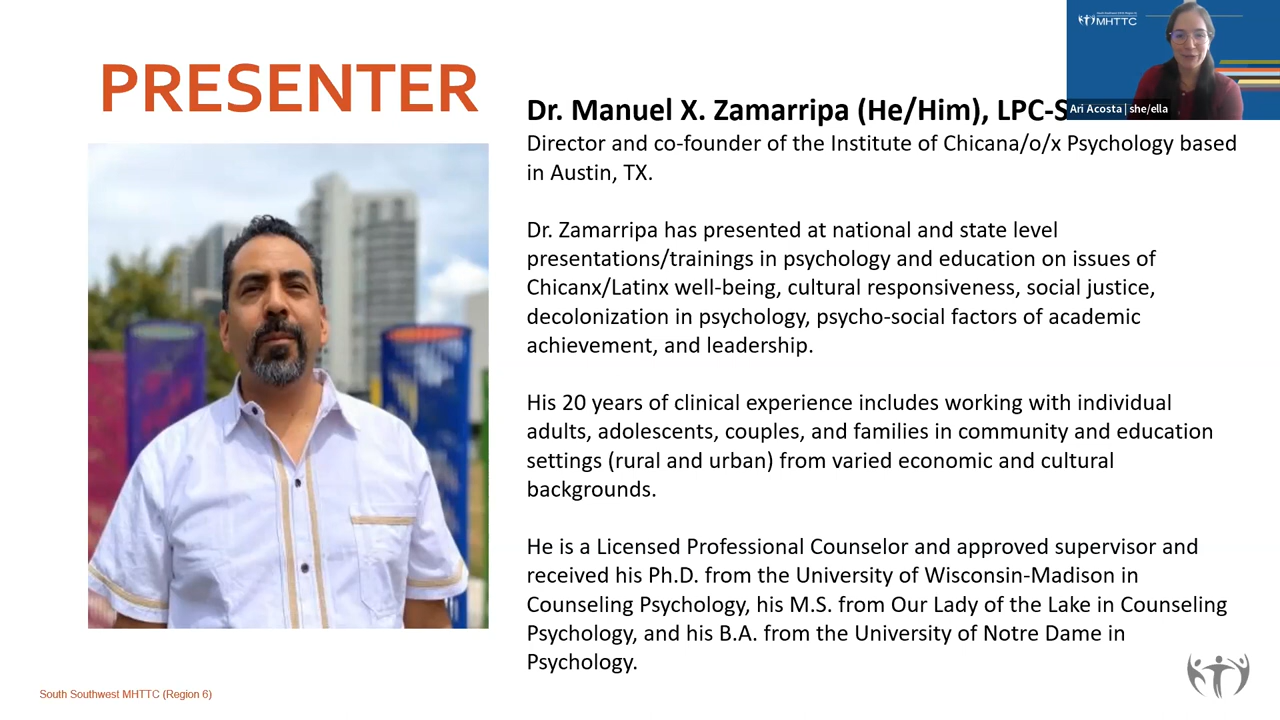 PRESENTER
Dr. Manuel X. Zamarripa (He/Him), LPC-S
Director and co-founder of the Institute of Chicana/o/x Psychology based
in Austin, TX.
Dr. Zamarripa has presented at national and state level
presentations/trainings in psychology and education on issues of
Chicanx/Latinx well-being, cultural responsiveness, social justice,
decolonization in psychology, psycho-social factors of academic
achievement, and leadership.
His 20 years of clinical experience includes working with individual
adults, adolescents, couples, and families in community and education
settings (rural and urban) from varied economic and cultural
backgrounds.
He is a Licensed Professional Counselor and approved supervisor and
received his Ph.D. from the University of Wisconsin-Madison in
Counseling Psychology, his M.S. from Our Lady of the Lake in Counseling
Psychology, and his B.A. from the University of Notre Dame in
Psychology.
South Southwest MHTTC (Region 6)
MHTTC
Ari Acosta | she/ella